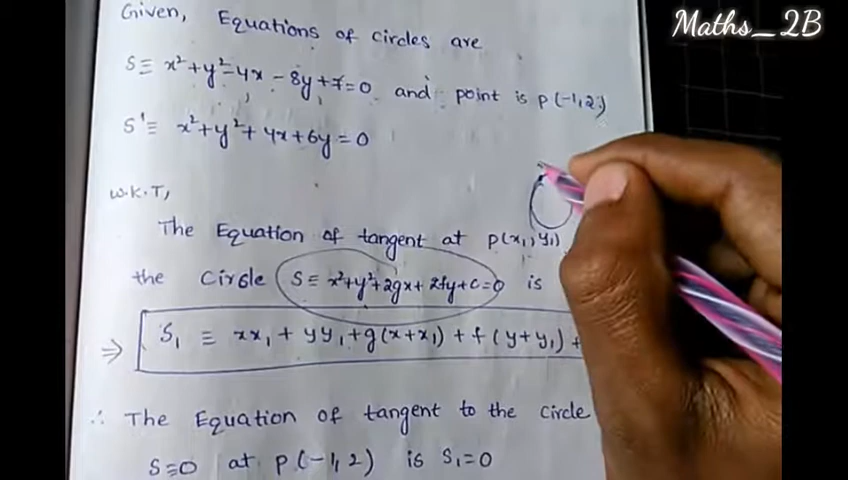 Maths_2B
Given, Equations of circles are
S≡ x²+y²-4x-8y+7=0 and point is P(-1,2)
S'≡ x²+y²+4x+6y=0
W.K.T,
The Equation of tangent at P(x₁,y₁)
the Circle S≡x²+y²+2gx+2fy+c=0 is
⇒ S₁ ≡ xx₁+yy₁+g(x+x₁)+f(y+y₁)+
∴ The Equation of tangent to the circle
S≡0 at P(-1,2) is S₁=0